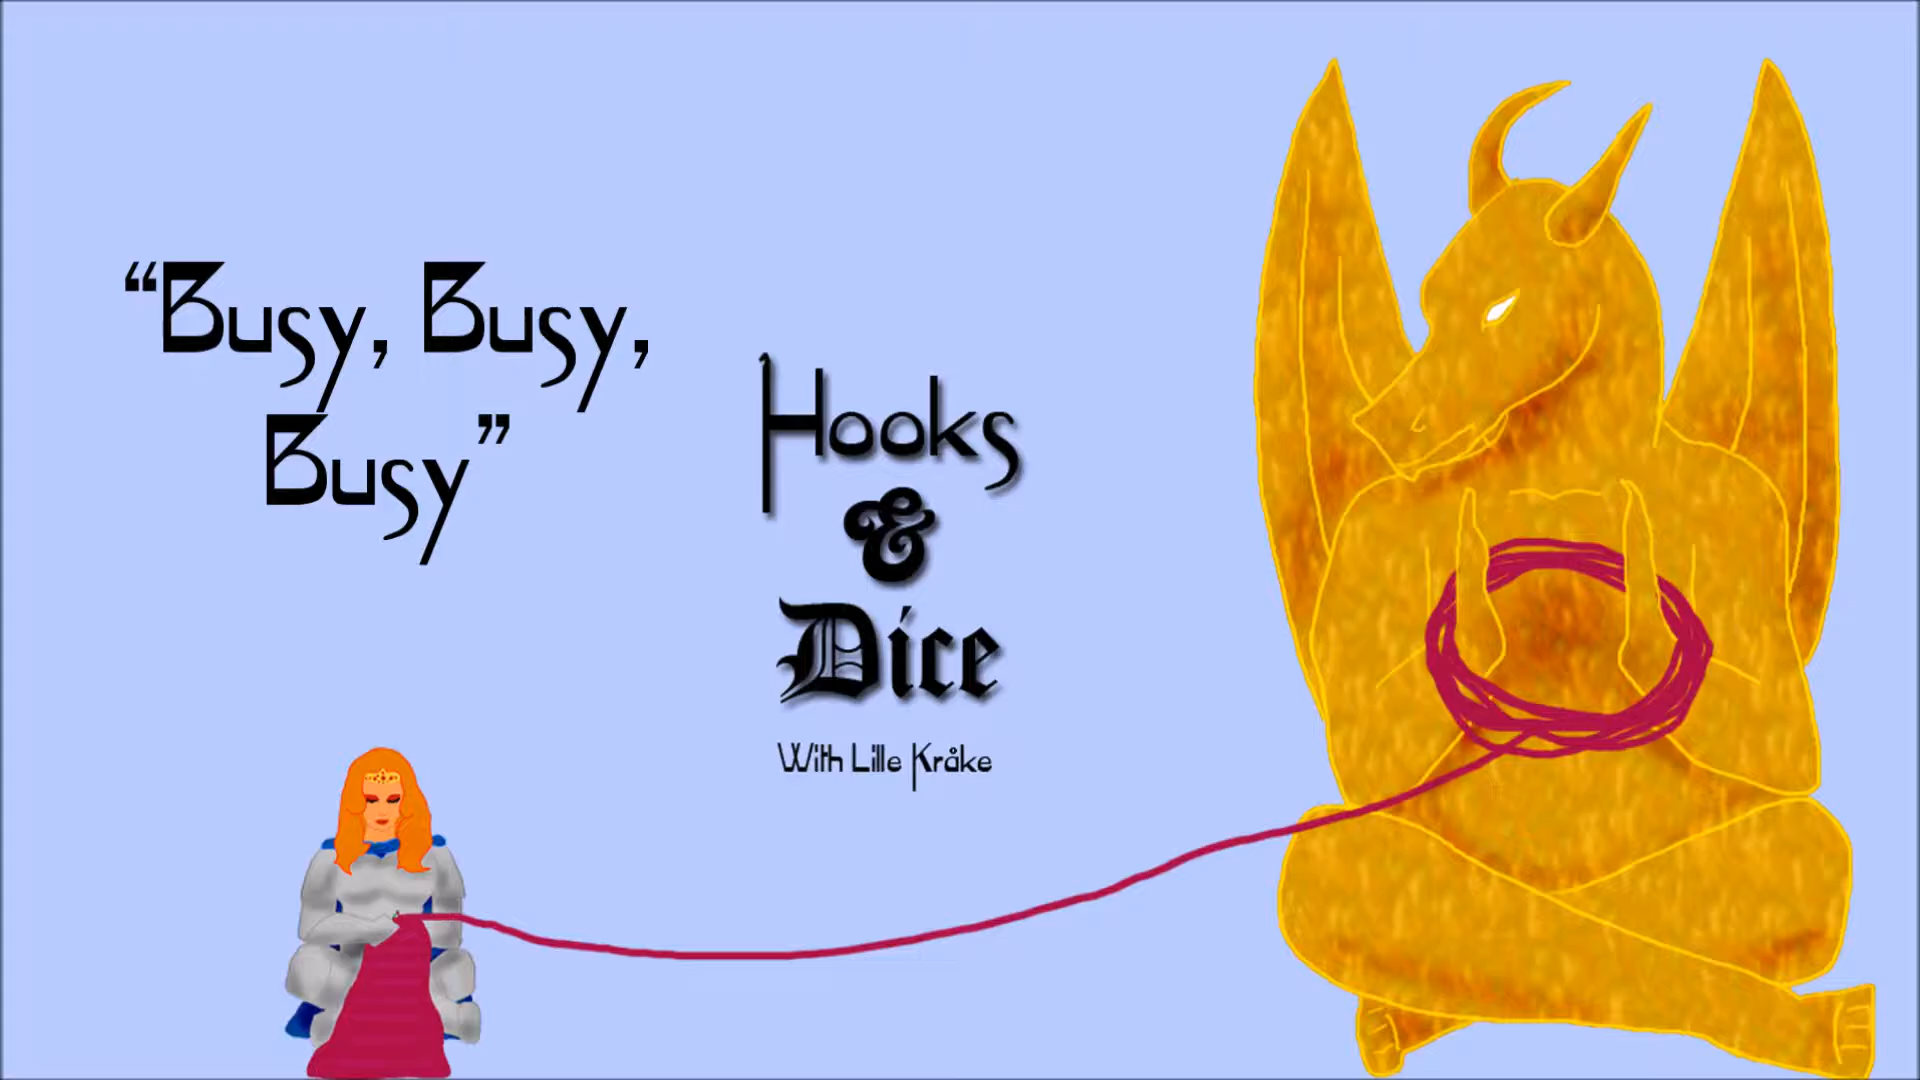 “Busy, Busy,
Busy”
Hooks
&
Dice
With Lille Kråke